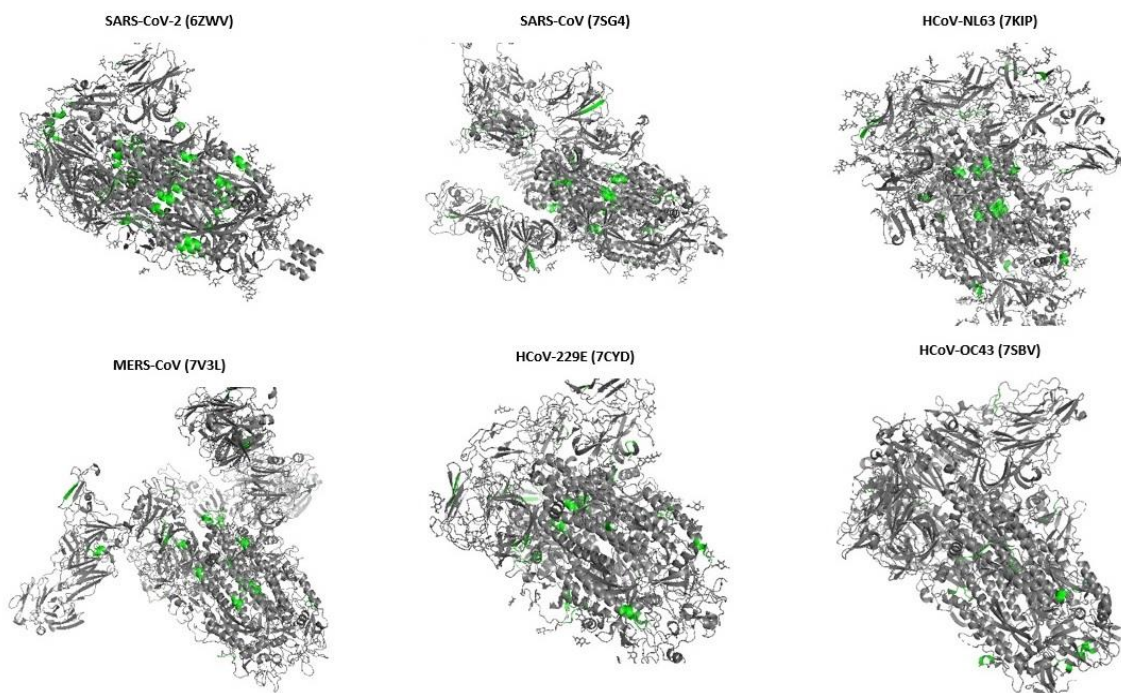 SARS-CoV-2 (6ZWV)
SARS-CoV (7SG4)
HCoV-NL63 (7KIP)
MERS-CoV (7V3L)
HCoV-229E (7CYD)
HCoV-OC43 (7SBV)